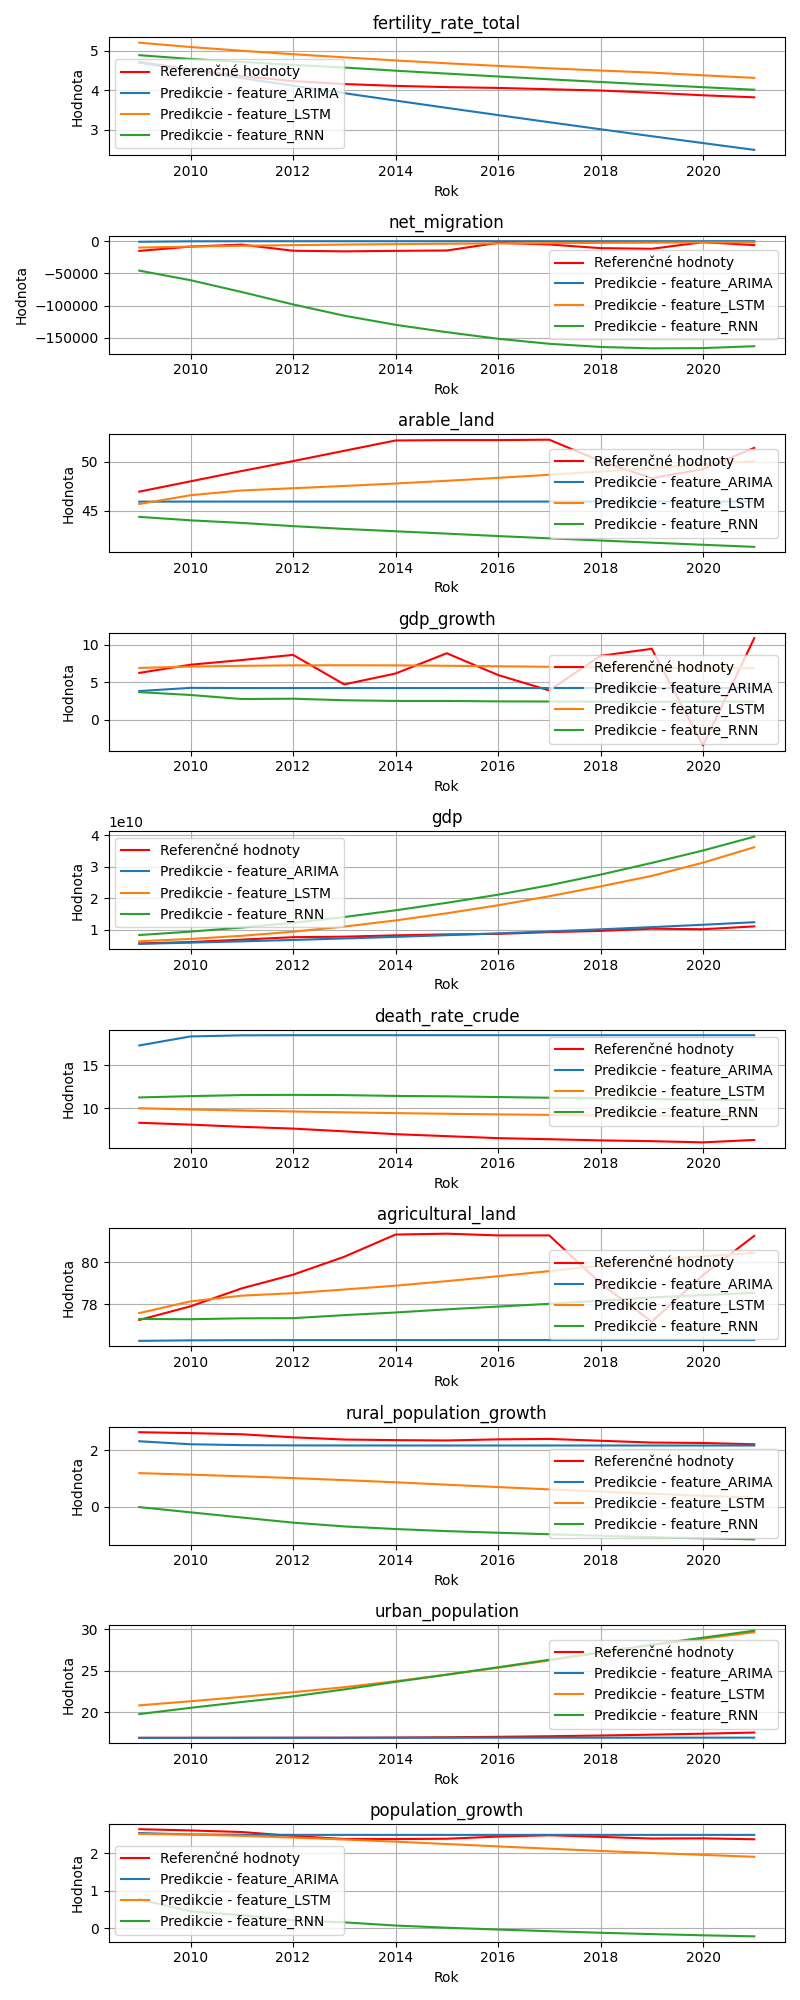 fertility_rate_total
5
4
3
Hodnota
Referenčné hodnoty
Predikcie - feature_ARIMA
Predikcie - feature_LSTM
Predikcie - feature_RNN
2010 2012 2014 2016 2018 2020
Rok
net_migration
0
−50000
−100000
−150000
Hodnota
Referenčné hodnoty
Predikcie - feature_ARIMA
Predikcie - feature_LSTM
Predikcie - feature_RNN
2010 2012 2014 2016 2018 2020
Rok
arable_land
50
45
Hodnota
Referenčné hodnoty
Predikcie - feature_ARIMA
Predikcie - feature_LSTM
Predikcie - feature_RNN
2010 2012 2014 2016 2018 2020
Rok
gdp_growth
10
5
0
Hodnota
Referenčné hodnoty
Predikcie - feature_ARIMA
Predikcie - feature_LSTM
Predikcie - feature_RNN
2010 2012 2014 2016 2018 2020
Rok
gdp
1e10
4
3
2
1
Hodnota
Referenčné hodnoty
Predikcie - feature_ARIMA
Predikcie - feature_LSTM
Predikcie - feature_RNN
2010 2012 2014 2016 2018 2020
Rok
death_rate_crude
15
10
Hodnota
Referenčné hodnoty
Predikcie - feature_ARIMA
Predikcie - feature_LSTM
Predikcie - feature_RNN
2010 2012 2014 2016 2018 2020
Rok
agricultural_land
80
78
Hodnota
Referenčné hodnoty
Predikcie - feature_ARIMA
Predikcie - feature_LSTM
Predikcie - feature_RNN
2010 2012 2014 2016 2018 2020
Rok
rural_population_growth
2
0
Hodnota
Referenčné hodnoty
Predikcie - feature_ARIMA
Predikcie - feature_LSTM
Predikcie - feature_RNN
2010 2012 2014 2016 2018 2020
Rok
urban_population
30
25
20
Hodnota
Referenčné hodnoty
Predikcie - feature_ARIMA
Predikcie - feature_LSTM
Predikcie - feature_RNN
2010 2012 2014 2016 2018 2020
Rok
population_growth
2
1
0
Hodnota
Referenčné hodnoty
Predikcie - feature_ARIMA
Predikcie - feature_LSTM
Predikcie - feature_RNN
2010 2012 2014 2016 2018 2020
Rok